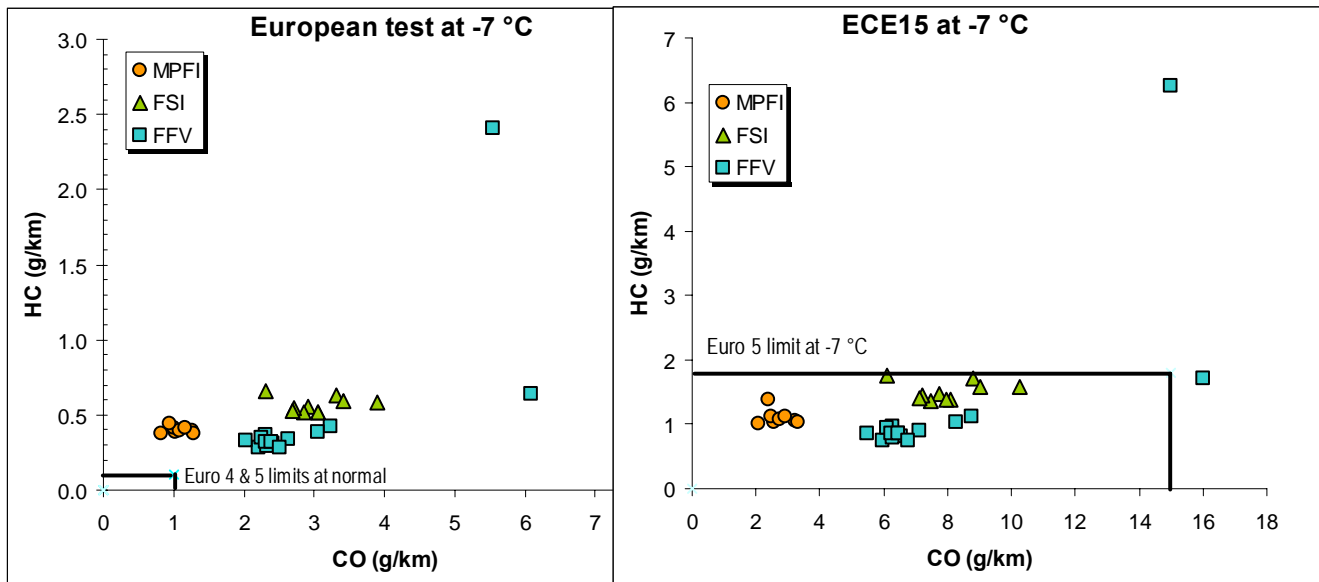 European test at -7 °C
3.0
2.5
2.0
1.5
1.0
0.5
0.0
HC (g/km)
MPFI
FSI
FFV
Euro 4 & 5 limits at normal
0 1 2 3 4 5 6 7
CO (g/km)
ECE15 at -7 °C
7
6
5
4
3
2
1
0
HC (g/km)
MPFI
FSI
FFV
Euro 5 limit at -7 °C
0 2 4 6 8 10 12 14 16 18
CO (g/km)